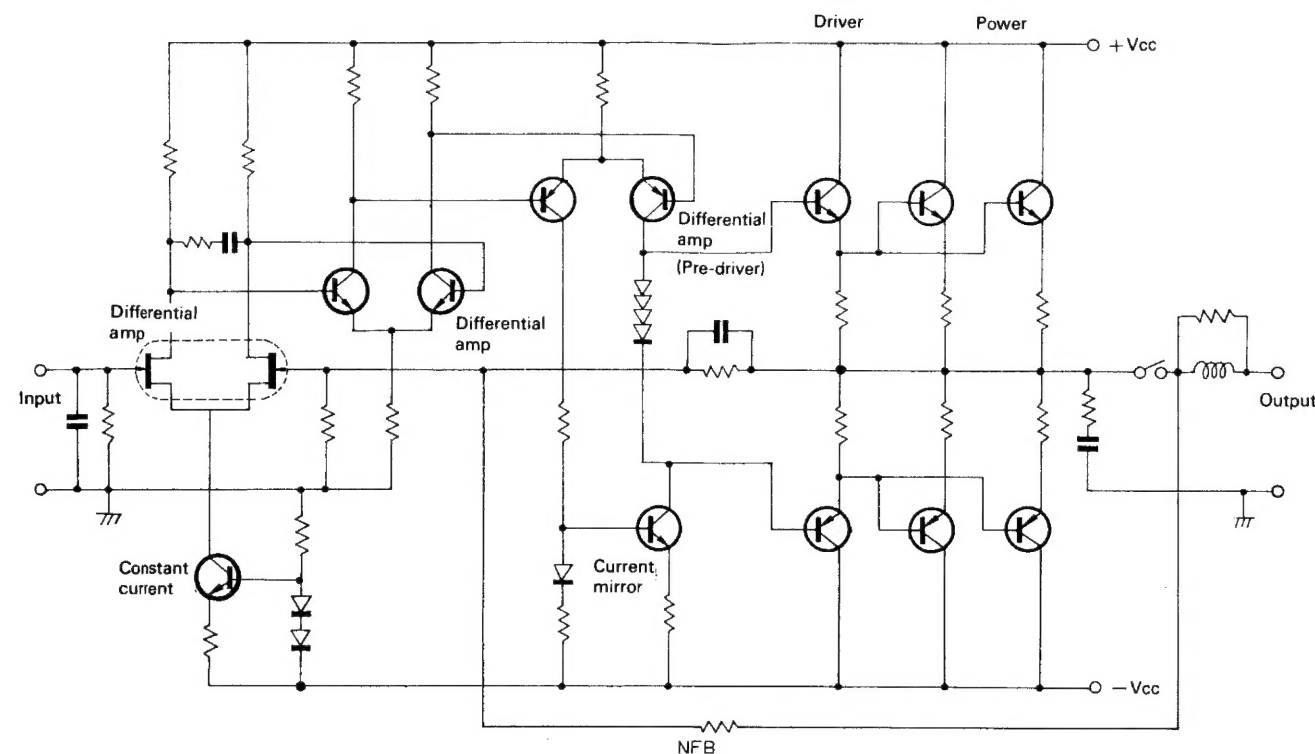 Driver
Power
+ Vcc
Differential
amp
(Pre-driver)
Differential
amp
Differential
amp
Input
Output
Constant
current
Current
mirror
- Vcc
NFB